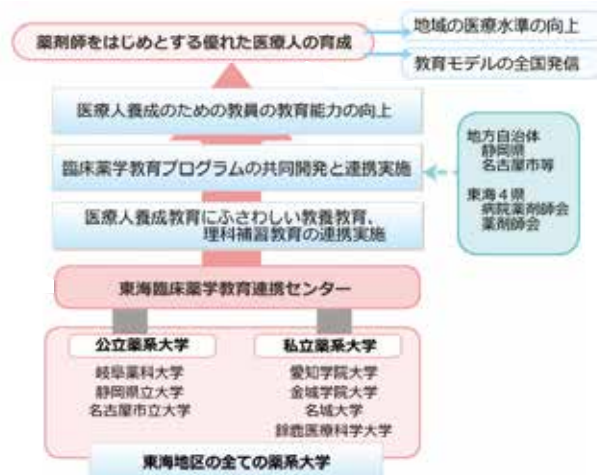 薬剤師をはじめとする優れた医療人の育成
地域の医療水準の向上
教育モデルの全国発信
医療人養成のための教員の教育能力の向上
臨床薬学教育プログラムの共同開発と連携実施
地方自治体
静岡県
名古屋市等
東海4県
病院薬剤師会
薬剤師会
医療人養成教育にふさわしい教養教育、
理科補習教育の連携実施
東海臨床薬学教育連携センター
公立薬系大学
岐阜薬科大学
静岡県立大学
名古屋市立大学
私立薬系大学
愛知学院大学
金城学院大学
名城大学
鈴鹿医療科学大学
東海地区の全ての薬系大学